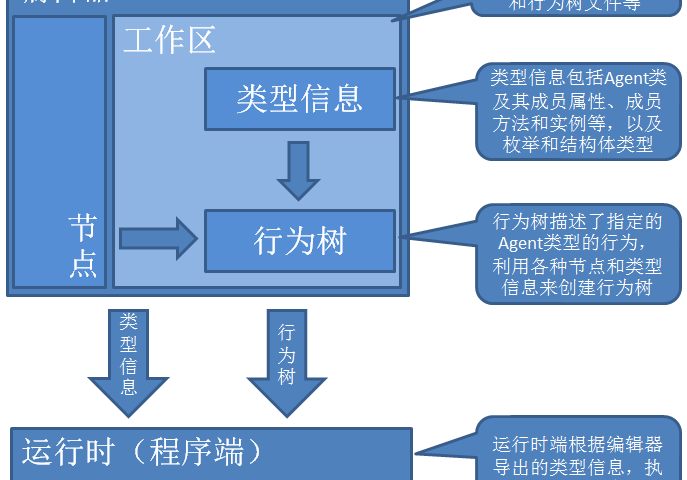 和行为树文件等
工作区
类型信息
类型信息包括Agent类
及其成员属性、成员
方法和实例等，以及
枚举和结构体类型
节点
行为树
行为树描述了指定的
Agent类型的行为，
利用各种节点和类型
信息来创建行为树
类型信息
行为树
运行时（程序端）
运行时端根据编辑器
导出的类型信息，执